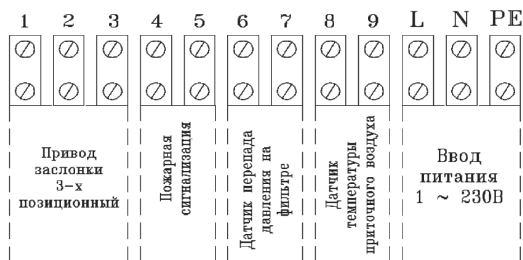 1 2 3 4 5 6 7 8 9 L N PE
Привод
заслонки
3-х
позиционный
Пожарная
сигнализация
Датчик перепада
давления на
фильтре
Датчик
температуры
приточного воздуха
Ввод
питания
1 ~ 230В